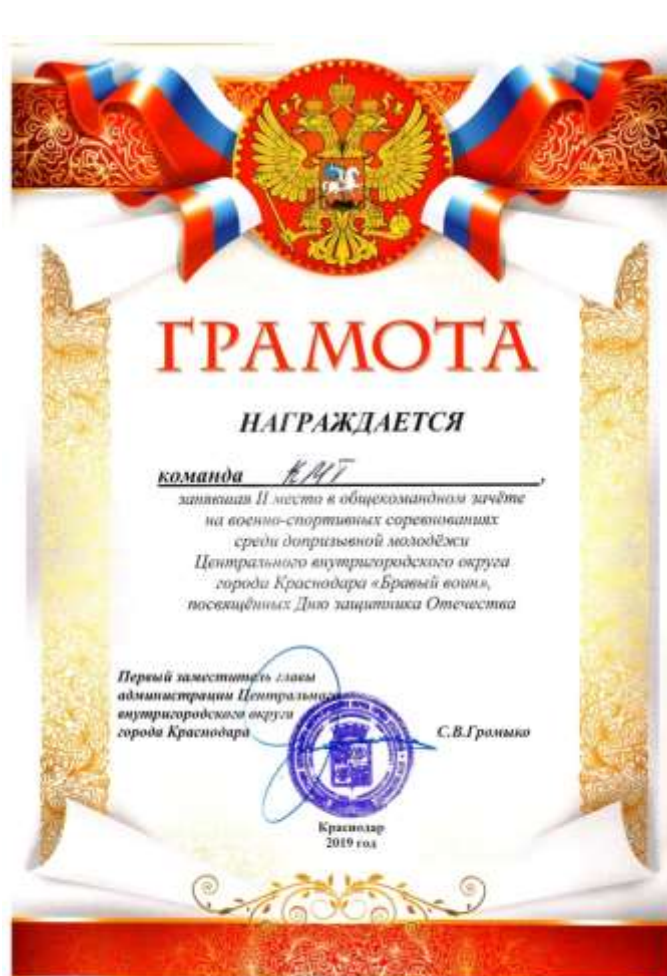 ГРАМОТА
НАГРАЖДАЕТСЯ
команда КМТ,
занявшая II место в общекомандном зачёте
на военно-спортивных соревнованиях
среди допризывной молодёжи
Центрального внутригородского округа
города Краснодара «Бравый воин»,
посвящённых Дню защитника Отечества
Первый заместитель главы
администрации Центрального
внутригородского округа
города Краснодара С.В.Громыко
Краснодар
2019 год